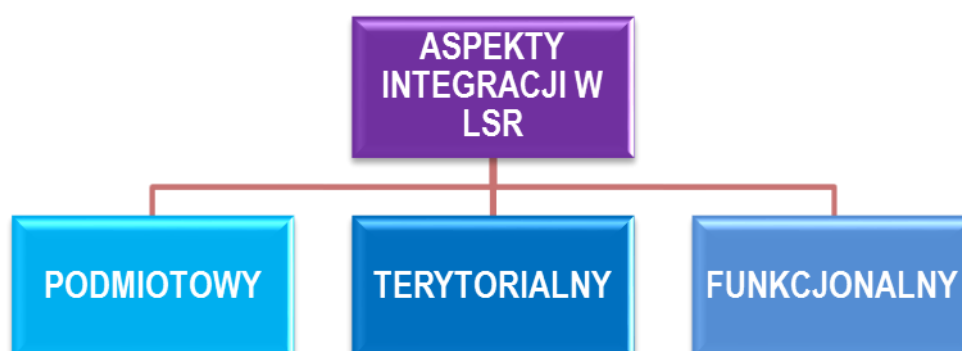 ASPEKTY
INTEGRACJI W
LSR
PODMIOTOWY
TERYTORIALNY
FUNKCJONALNY